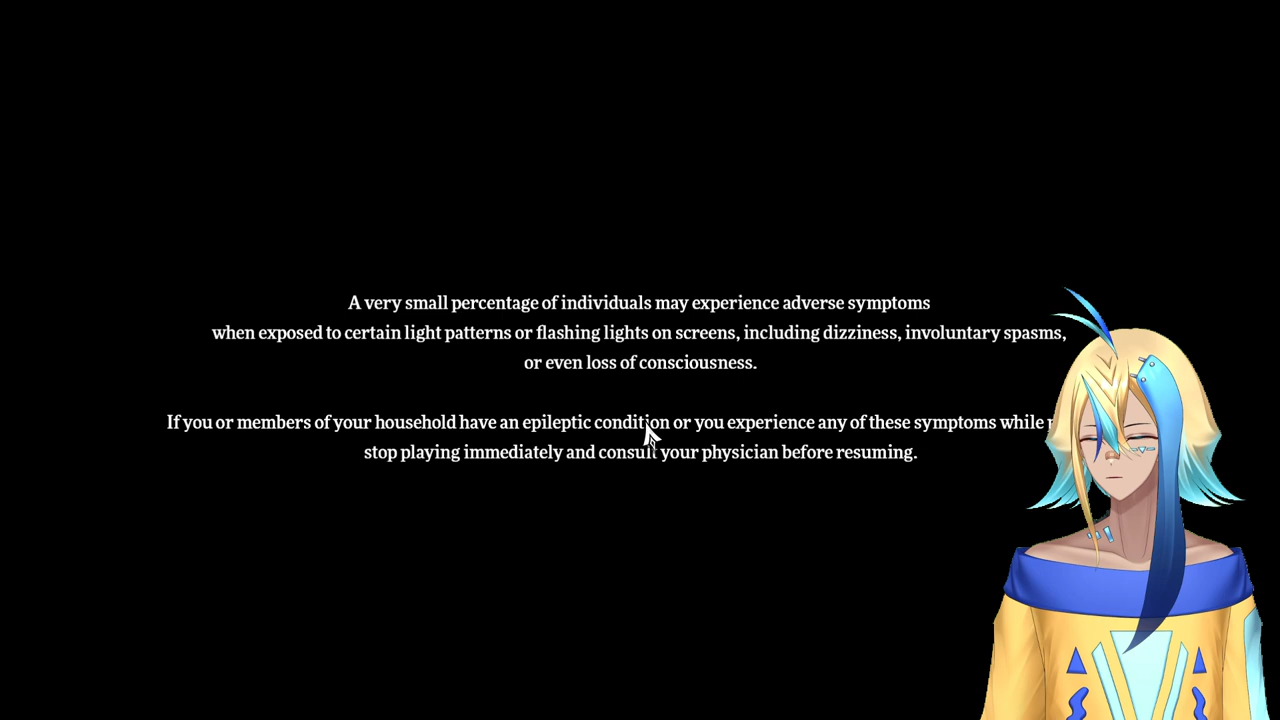 A very small percentage of individuals may experience adverse symptoms
when exposed to certain light patterns or flashing lights on screens, including dizziness, involuntary spasms,
or even loss of consciousness.
If you or members of your household have an epileptic condition or you experience any of these symptoms while
stop playing immediately and consult your physician before resuming.